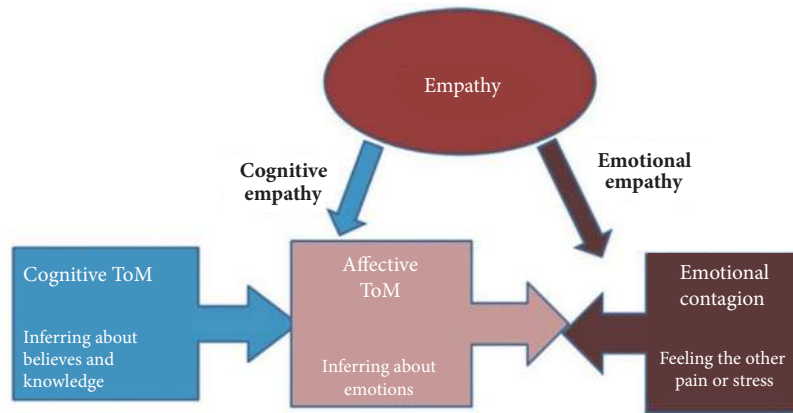 Empathy
Cognitive
empathy
Emotional
empathy
Cognitive ToM
Inferring about
believes and
knowledge
Affective
ToM
Inferring about
emotions
Emotional
contagion
Feeling the other
pain or stress